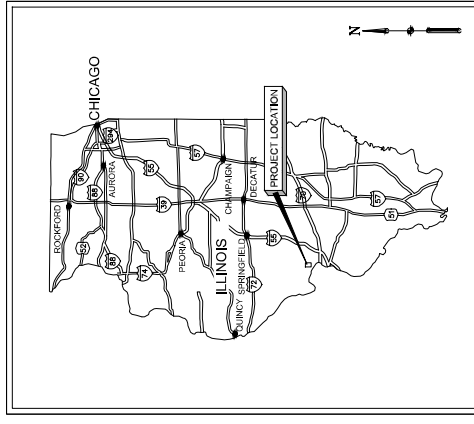 N
CHICAGO
ROCKFORD
90
294
52
88
AURORA
88
55
39
57
74
PEORIA
CHAMPAIGN
ILLINOIS
DECATUR
QUINCY
SPRINGFIELD
72
PROJECT LOCATION
55
57
51